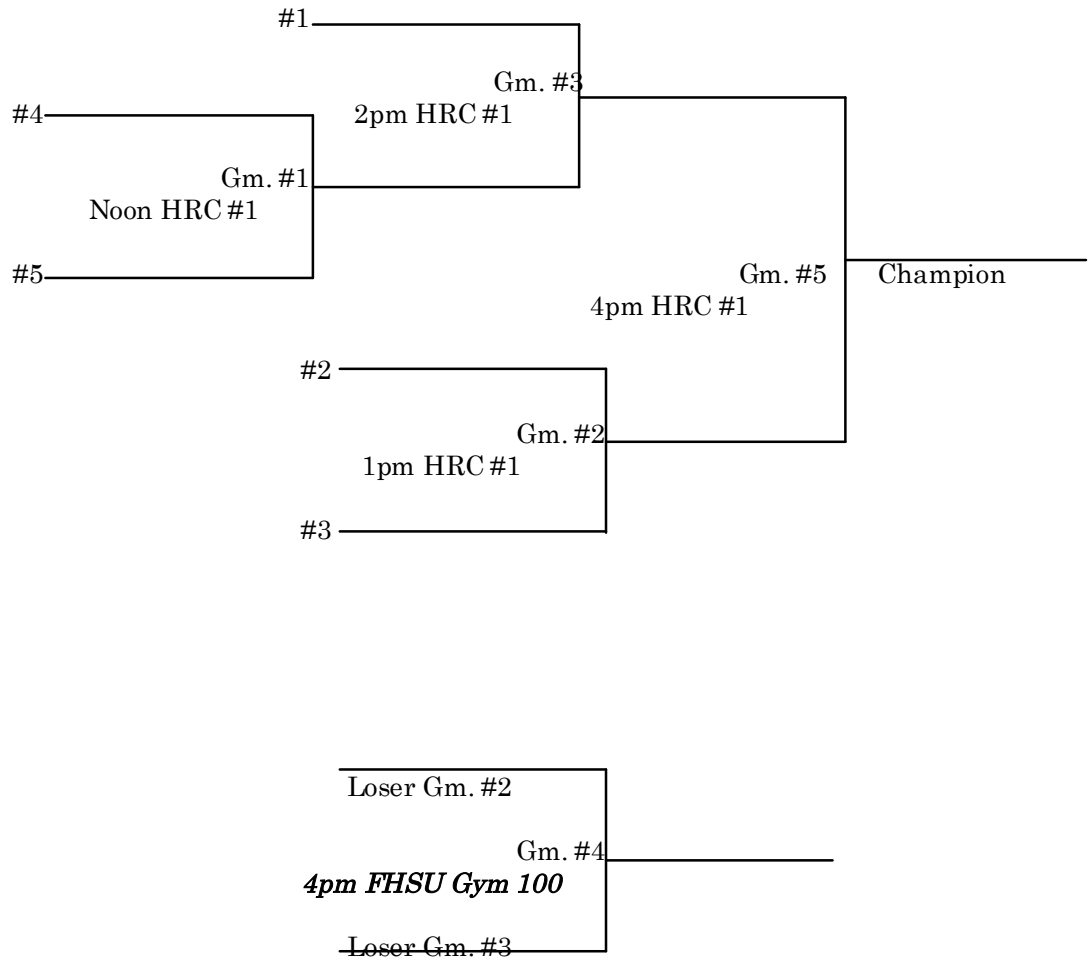 #1
Gm. #3
#4
2pm HRC #1
Gm. #1
Noon HRC #1
#5
Gm. #5
Champion
4pm HRC #1
#2
Gm. #2
1pm HRC #1
#3
Loser Gm. #2
Gm. #4
4pm FHSU Gym 100
Loser Gm. #3